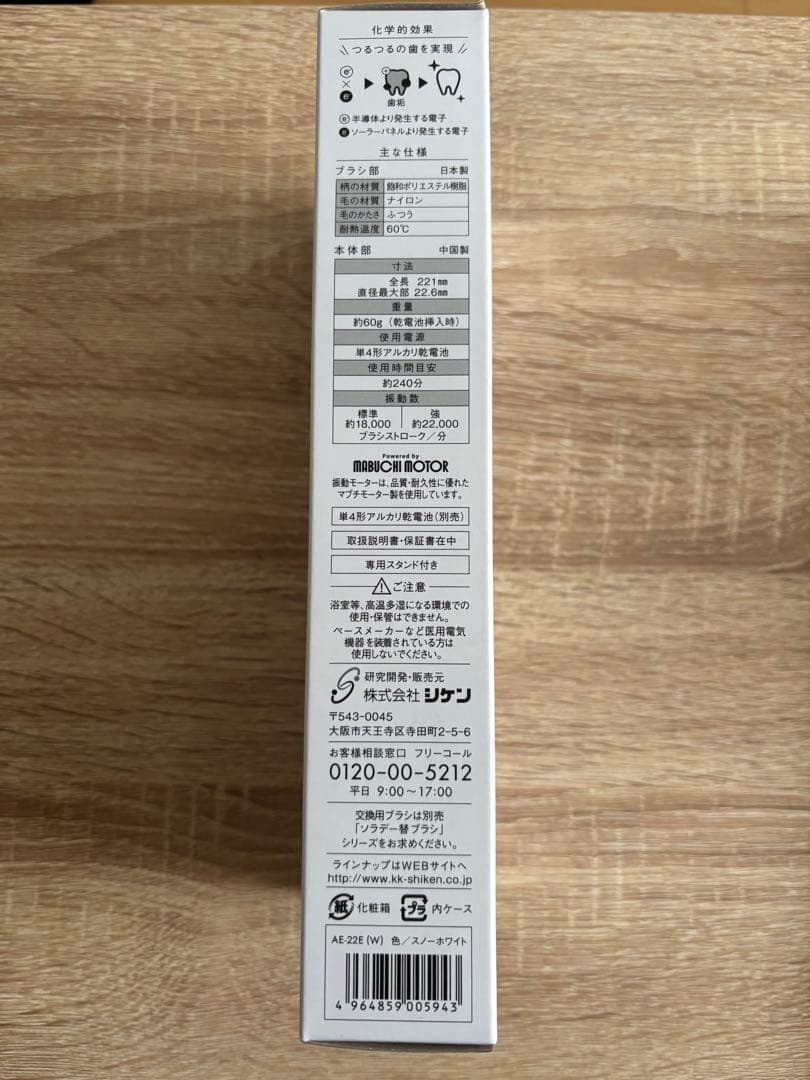 化学的効果
\\ つるつるの歯を実現 //
e⁻
×
e⁻
歯垢
e⁻ 半導体より発生する電子
e⁻ ソーラーパネルより発生する電子
主な仕様
ブラシ部 日本製
柄の材質 飽和ポリエステル樹脂
毛の材質 ナイロン
毛のかたさ ふつう
耐熱温度 60℃
本体部 中国製
寸法
全長 221mm
直径最大部 22.6mm
重量
約60g(乾電池挿入時)
使用電源
単4形アルカリ乾電池
使用時間目安
約240分
振動数
標準 強
約18,000 約22,000
ブラシストローク/分
Powered by
MABUCHI MOTOR
振動モーターは、品質・耐久性に優れた
マブチモーター製を使用しています。
単4形アルカリ乾電池(別売)
取扱説明書・保証書在中
専用スタンド付き
ご注意
浴室等、高温多湿になる環境での
使用・保管はできません。
ペースメーカーなど医用電気
機器を装着されている方は
使用しないでください。
研究開発・販売元
株式会社 シケン
〒543-0045
大阪市天王寺区寺田町2-5-6
お客様相談窓口 フリーコール
0120-00-5212
平日 9:00〜17:00
交換用ブラシは別売
「ソラデー替ブラシ」
シリーズをお求めください。
ラインナップはWEBサイトへ
http://www.kk-shiken.co.jp
紙 化粧箱 プラ 内ケース
AE-22E(W) 色/スノーホワイト
4 964859 005943